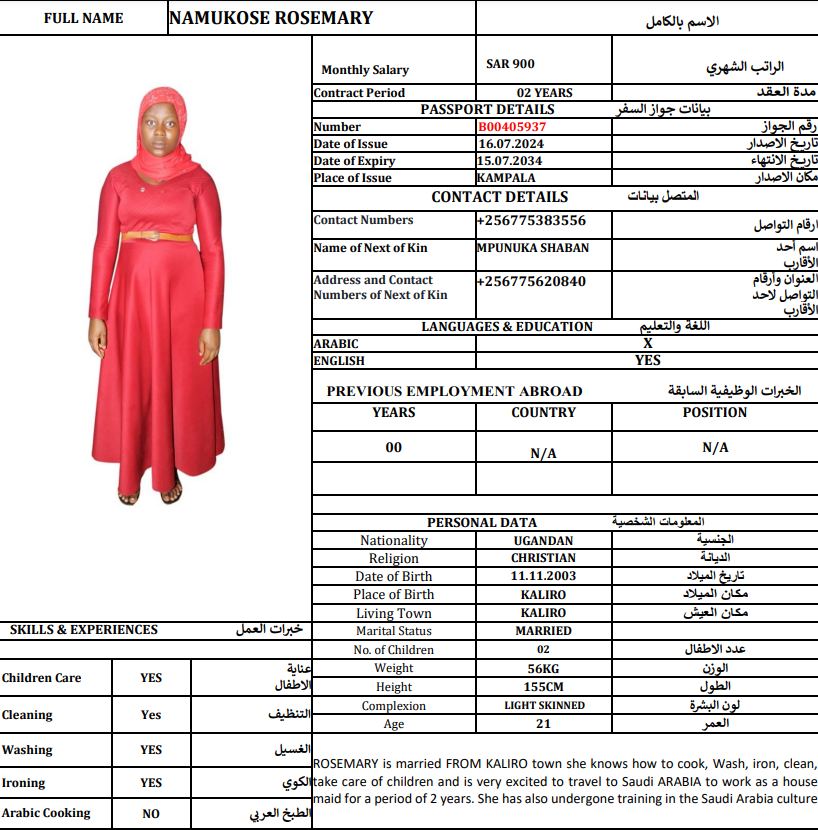 FULL NAME NAMUKOSE ROSEMARY الاسم بالكامل
Monthly Salary SAR 900 الراتب الشهري
Contract Period 02 YEARS مدة العقد
PASSPORT DETAILS بيانات جواز السفر
Number B00405937 رقم الجواز
Date of Issue 16.07.2024 تاريخ الاصدار
Date of Expiry 15.07.2034 تاريخ الانتهاء
Place of Issue KAMPALA مكان الاصدار
CONTACT DETAILS المتصل بيانات
Contact Numbers +256775383556 ارقام التواصل
Name of Next of Kin MPUNUKA SHABAN اسم أحد
الأقارب
Address and Contact +256775620840 العنوان وأرقام
Numbers of Next of Kin التواصل لاحد
الأقارب
LANGUAGES & EDUCATION اللغة والتعليم
ARABIC X
ENGLISH YES
PREVIOUS EMPLOYMENT ABROAD الخبرات الوظيفية السابقة
YEARS COUNTRY POSITION
00 N/A N/A
PERSONAL DATA المعلومات الشخصية
Nationality UGANDAN الجنسية
Religion CHRISTIAN الديانة
Date of Birth 11.11.2003 تاريخ الميلاد
Place of Birth KALIRO مكان الميلاد
Living Town KALIRO مكان العيش
Marital Status MARRIED
No. of Children 02 عدد الاطفال
Weight 56KG الوزن
Height 155CM الطول
Complexion LIGHT SKINNED لون البشرة
Age 21 العمر
SKILLS & EXPERIENCES خبرات العمل
Children Care YES عناية
الاطفال
Cleaning Yes التنظيف
Washing YES الغسيل
Ironing YES الكوي
Arabic Cooking NO الطبخ العربي
ROSEMARY is married FROM KALIRO town she knows how to cook, Wash, iron, clean,
take care of children and is very excited to travel to Saudi ARABIA to work as a house
maid for a period of 2 years. She has also undergone training in the Saudi Arabia culture